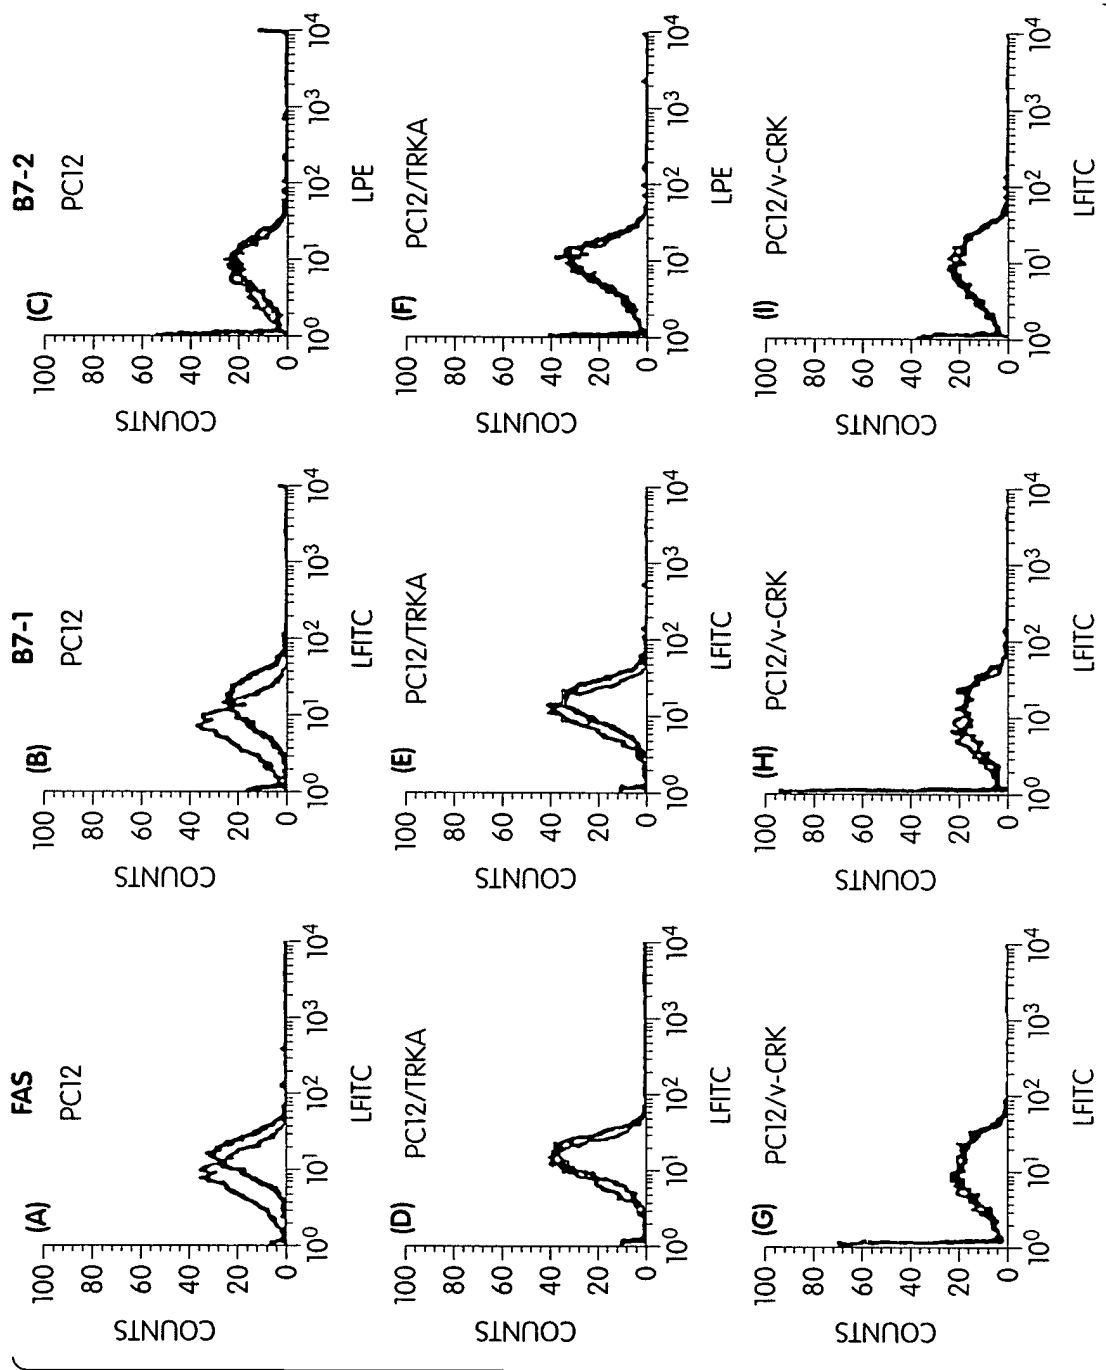 FAS
PC12
(A)
COUNTS
100
80
60
40
20
0
10⁰
10¹
10²
10³
10⁴
LFITC
B7-1
PC12
(B)
COUNTS
100
80
60
40
20
0
10⁰
10¹
10²
10³
10⁴
LFITC
B7-2
PC12
(C)
COUNTS
100
80
60
40
20
0
10⁰
10¹
10²
10³
10⁴
LPE
PC12/TRKA
(D)
COUNTS
100
80
60
40
20
0
10⁰
10¹
10²
10³
10⁴
LFITC
PC12/TRKA
(E)
COUNTS
100
80
60
40
20
0
10⁰
10¹
10²
10³
10⁴
LFITC
PC12/TRKA
(F)
COUNTS
100
80
60
40
20
0
10⁰
10¹
10²
10³
10⁴
LPE
PC12/v-CRK
(G)
COUNTS
100
80
60
40
20
0
10⁰
10¹
10²
10³
10⁴
LFITC
PC12/v-CRK
(H)
COUNTS
100
80
60
40
20
0
10⁰
10¹
10²
10³
10⁴
LFITC
PC12/v-CRK
(I)
COUNTS
100
80
60
40
20
0
10⁰
10¹
10²
10³
10⁴
LFITC